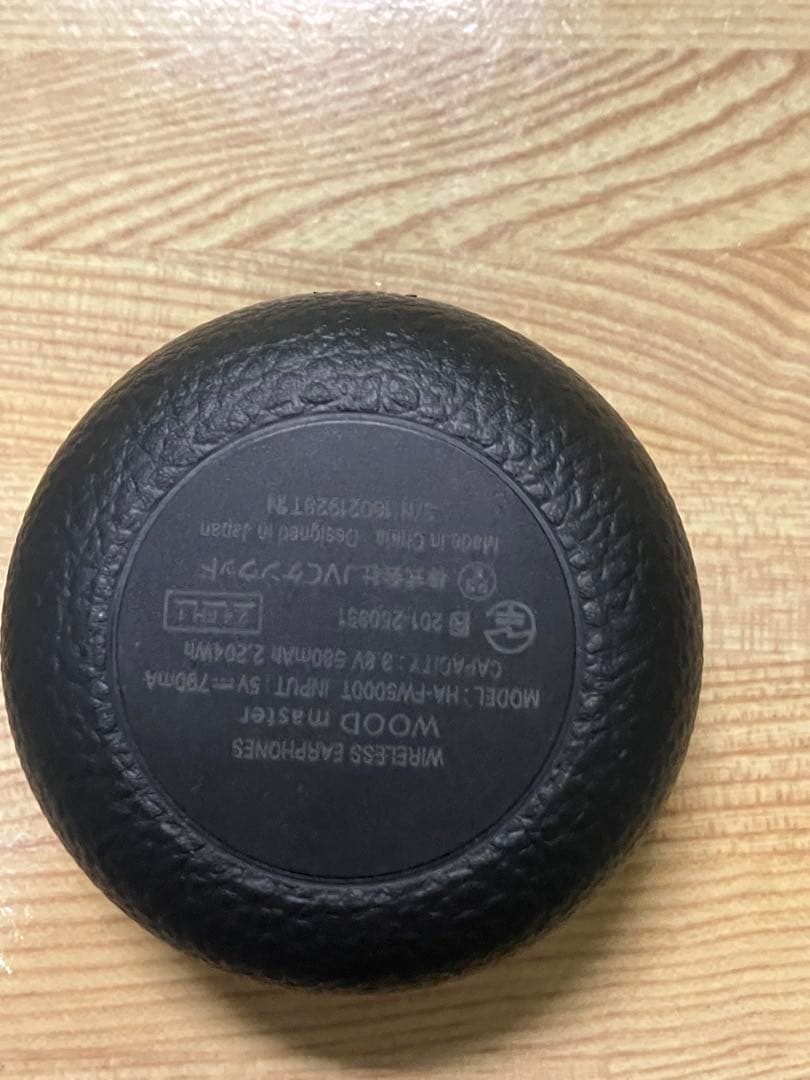 WIRELESS EARPHONES
WOOD master
MODEL : HA-FW5000T INPUT : 5V⎓790mA
CAPACITY : 3.8V 580mAh 2.204Wh
R 201-250351
株式会社JVCケンウッド
Made in China Designed in Japan
S/N